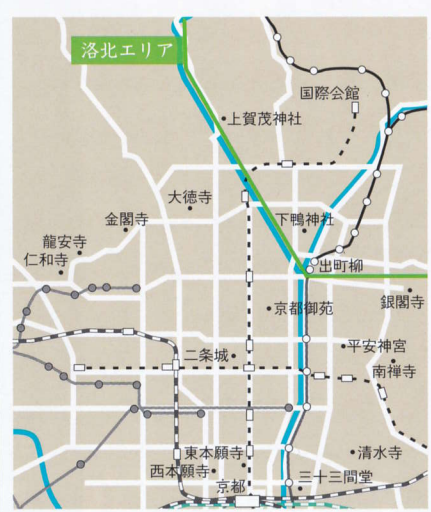 洛北エリア
国際会館
上賀茂神社
大徳寺
金閣寺
下鴨神社
龍安寺
仁和寺
出町柳
銀閣寺
京都御苑
二条城
平安神宮
南禅寺
東本願寺
清水寺
西本願寺
京都
三十三間堂